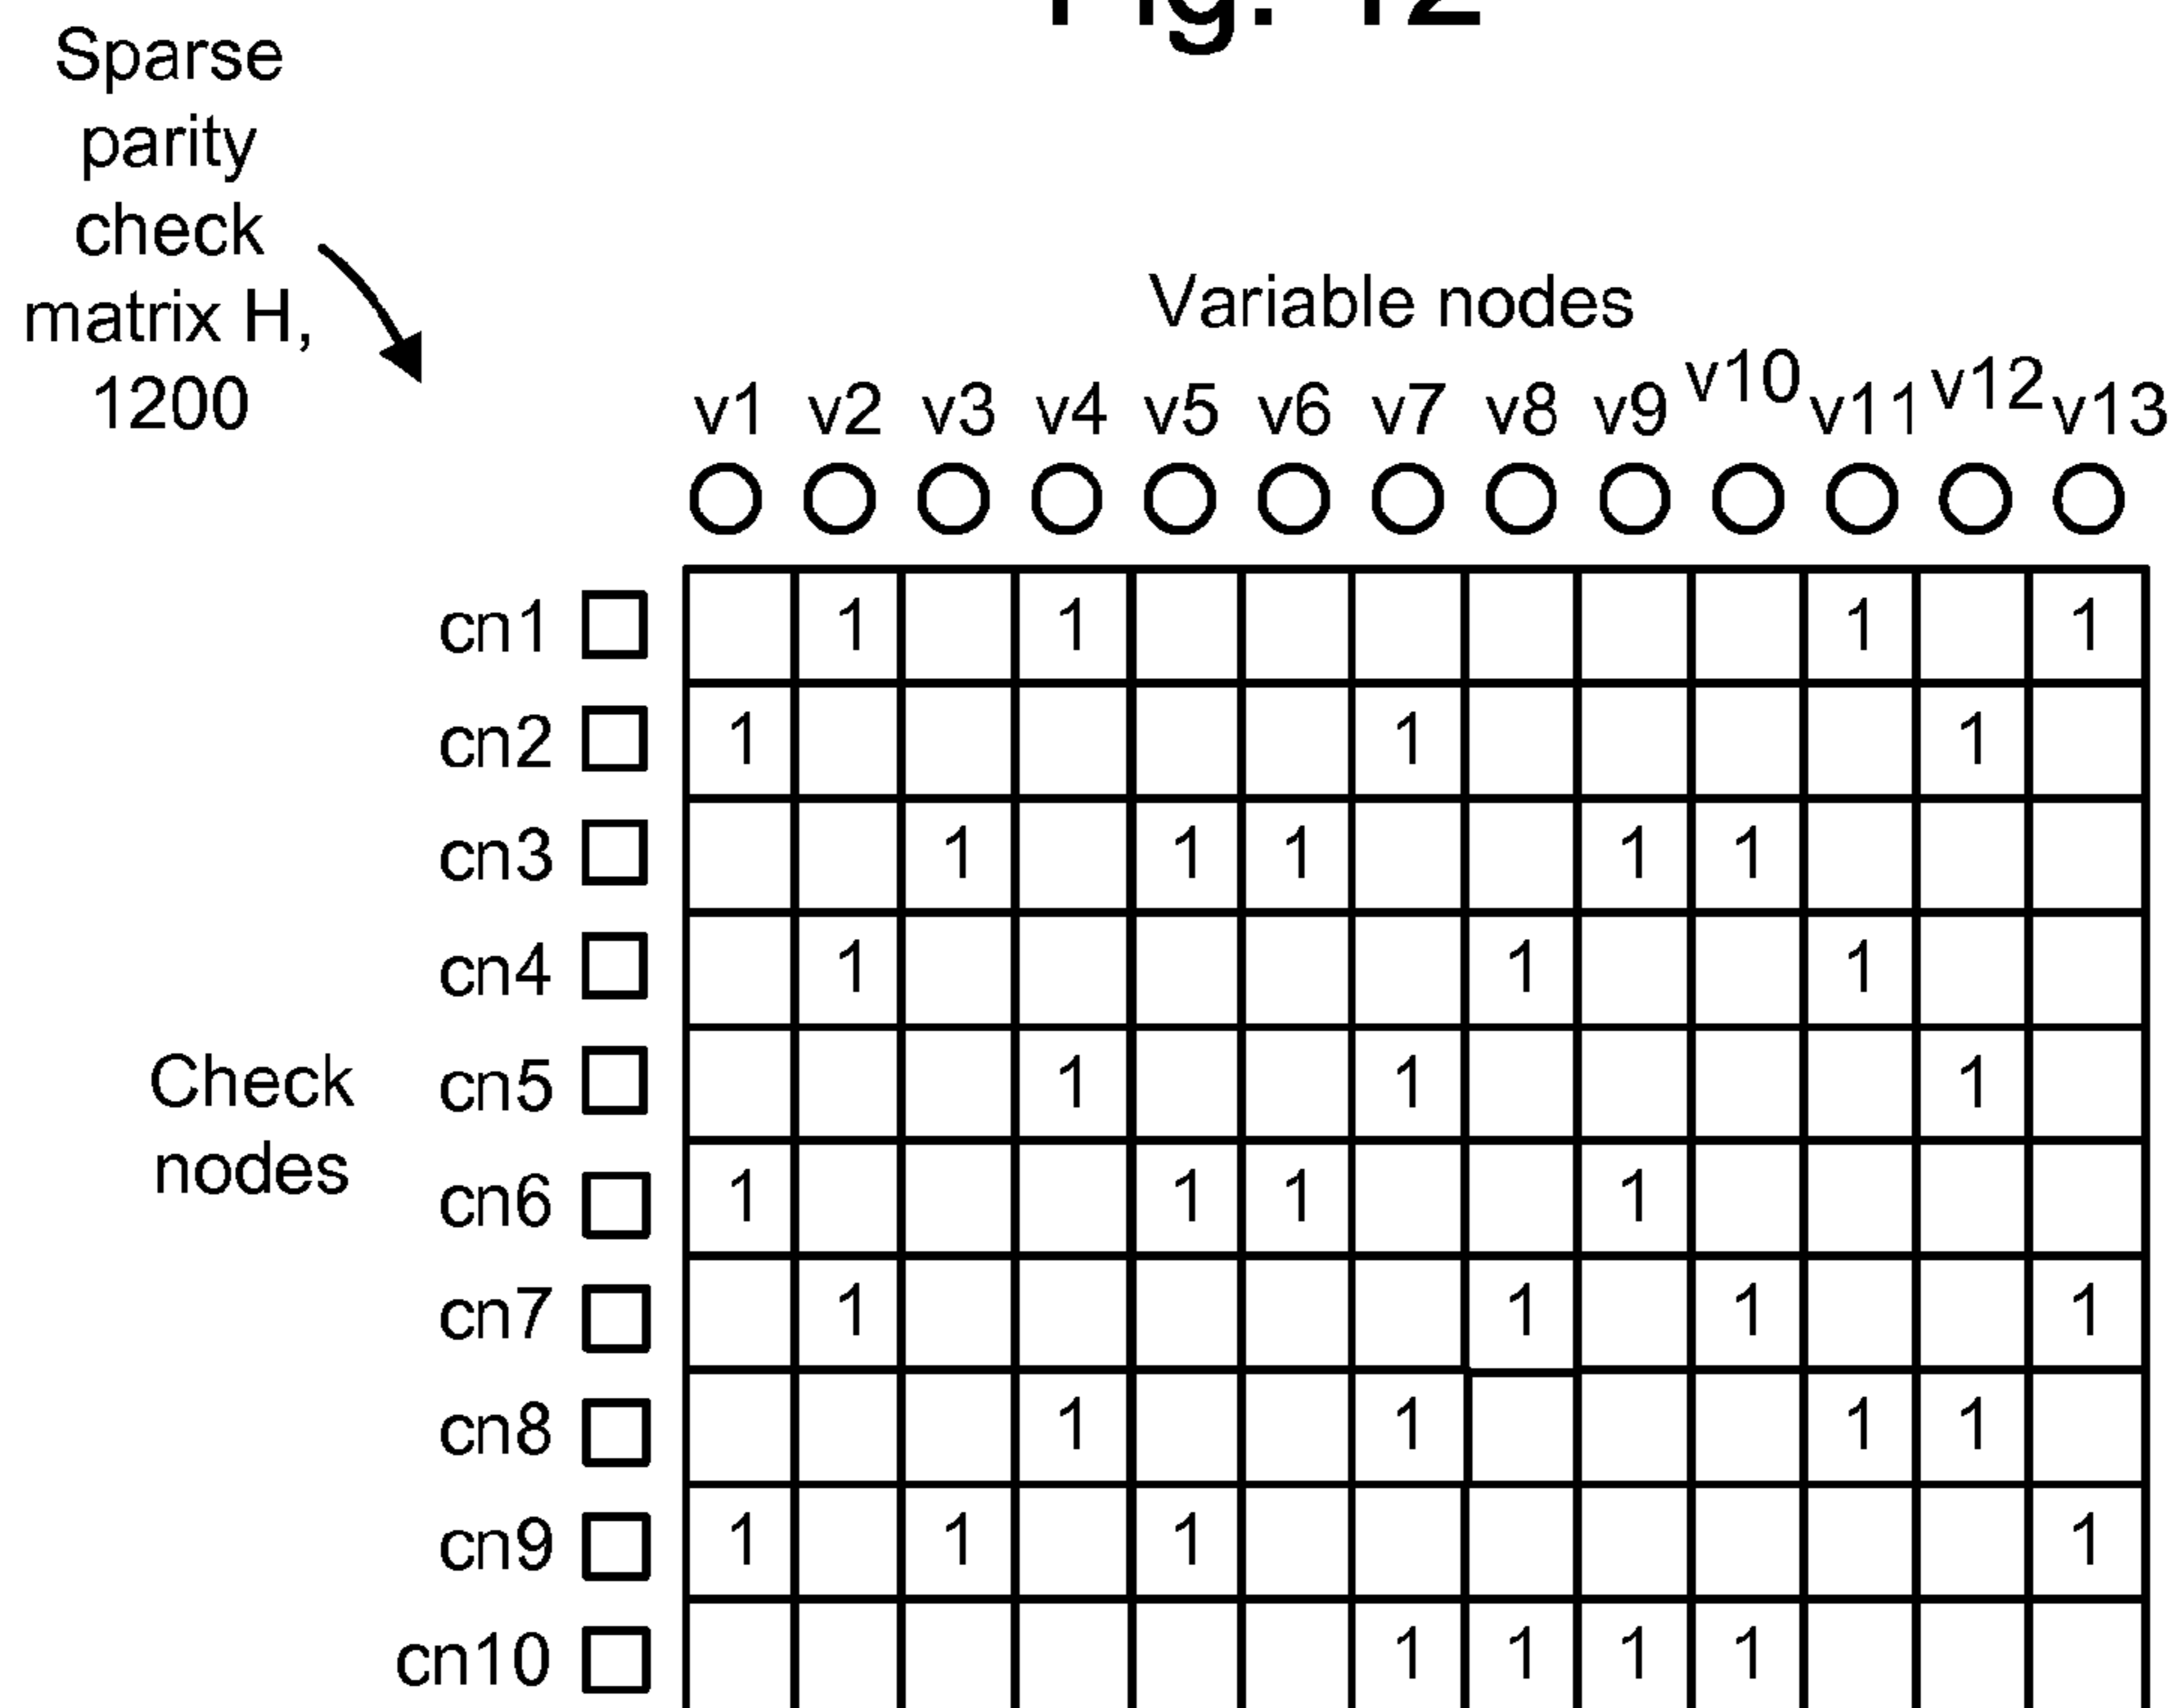 Fig. 12
Sparse
parity
check
matrix H,
1200
Variable nodes
v1 v2 v3 v4 v5 v6 v7 v8 v9 v10 v11 v12 v13
cn1 1 1 1 1
cn2 1 1 1
cn3 1 1 1 1 1
cn4 1 1 1
Check
nodes
cn5 1 1 1
cn6 1 1 1 1
cn7 1 1 1 1
cn8 1 1 1 1
cn9 1 1 1 1
cn10 1 1 1 1